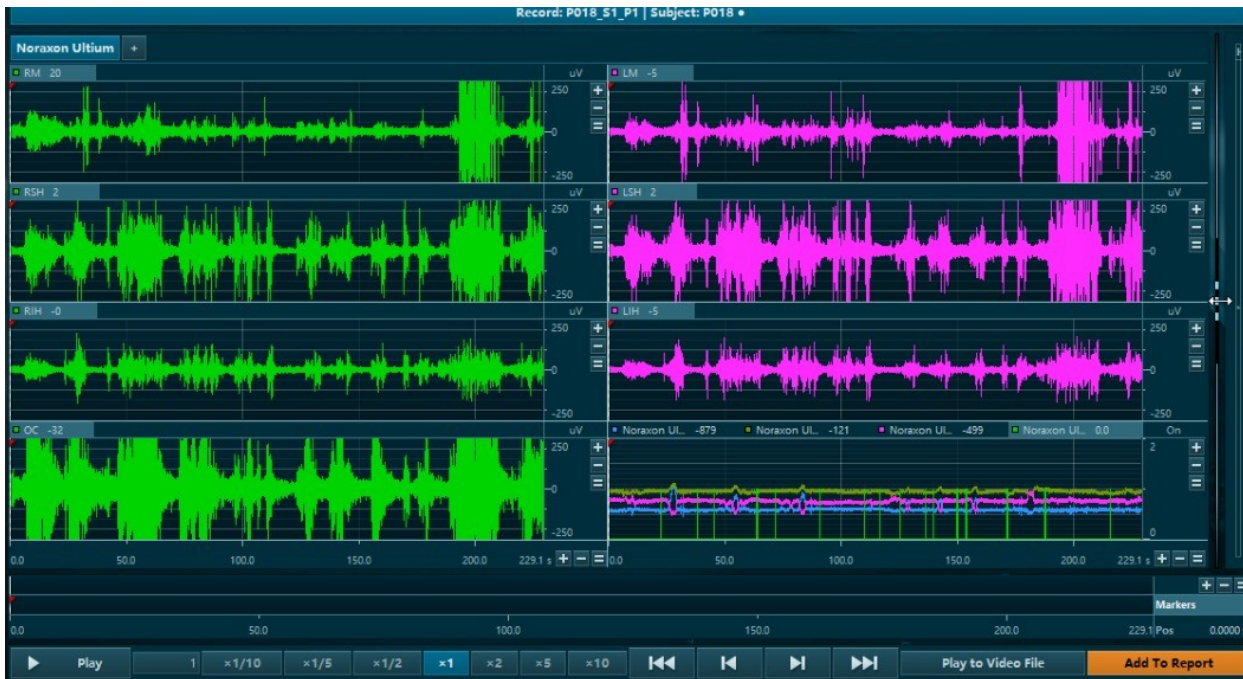 Record: P018_S1_P1 | Subject: P018 •
Noraxon Ultium +
RM 20 uV
250
-0
-250
LM -5 uV
250
-0
-250
RSH 2 uV
250
-0
-250
LSH 2 uV
250
-0
-250
RIH -0 uV
250
-0
-250
LIH -5 uV
250
-0
-250
OC -32 uV
250
-0
-250
Noraxon Ul... -879 Noraxon Ul... -121 Noraxon Ul... -499 Noraxon Ul... 0.0 On
2
0
0.0 50.0 100.0 150.0 200.0 229.1 s + - =
0.0 50.0 100.0 150.0 200.0 229.1 s + - =
+ - =
Markers
0.0 50.0 100.0 150.0 200.0 229.1 Pos 0.0000
Play 1 ×1/10 ×1/5 ×1/2 ×1 ×2 ×5 ×10 Play to Video File Add To Report